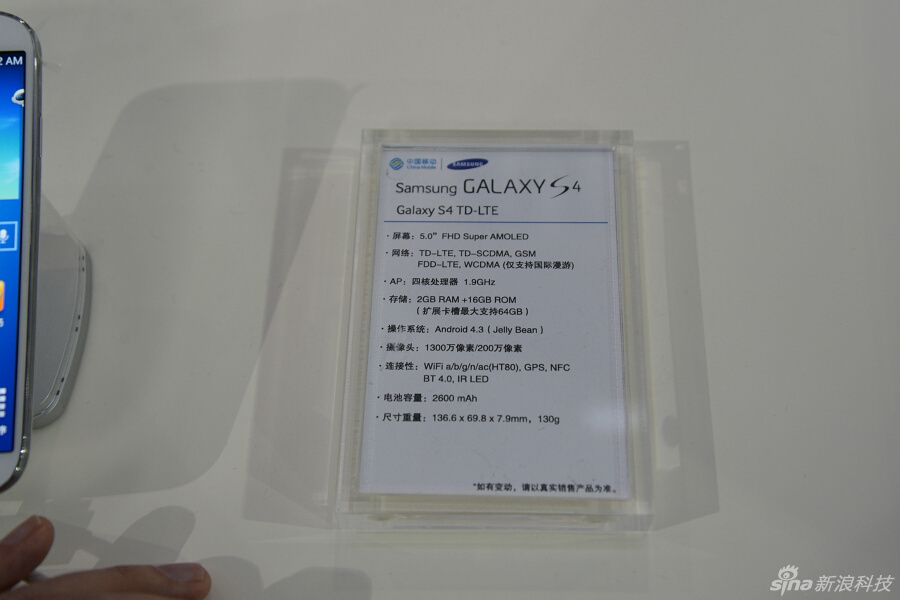 2 AM
中国移动
China Mobile
SAMSUNG
Samsung GALAXY S4
Galaxy S4 TD-LTE
· 屏幕：5.0" FHD Super AMOLED
· 网络：TD-LTE, TD-SCDMA, GSM
FDD-LTE, WCDMA (仅支持国际漫游)
· AP：四核处理器 1.9GHz
· 存储：2GB RAM +16GB ROM
（扩展卡槽最大支持64GB）
· 操作系统：Android 4.3（Jelly Bean）
· 摄像头：1300万像素/200万像素
· 连接性：WiFi a/b/g/n/ac(HT80), GPS, NFC
BT 4.0, IR LED
· 电池容量：2600 mAh
· 尺寸重量：136.6 x 69.8 x 7.9mm，130g
*如有变动，请以真实销售产品为准。
sina新浪科技